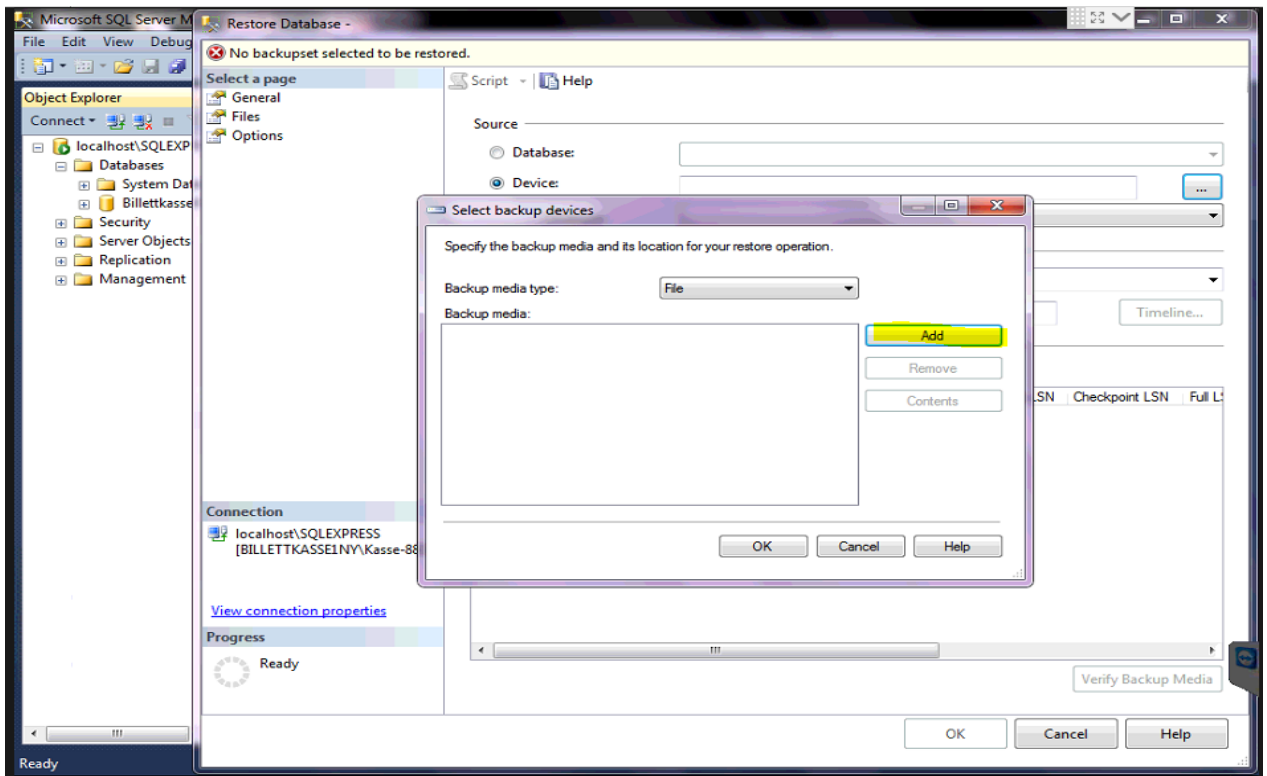 Microsoft SQL Server M
File Edit View Debug
Object Explorer
Connect
localhost\SQLEXP
Databases
System Dat
Billettkasse
Security
Server Objects
Replication
Management
Ready
Restore Database -
No backupset selected to be restored.
Select a page
General
Files
Options
Script Help
Source
Database:
Device:
...
Timeline...
LSN Checkpoint LSN Full LS
Select backup devices
Specify the backup media and its location for your restore operation.
Backup media type: File
Backup media:
Add
Remove
Contents
OK Cancel Help
Connection
localhost\SQLEXPRESS
[BILLETTKASSE1NY\Kasse-88
View connection properties
Progress
Ready
Verify Backup Media
OK Cancel Help